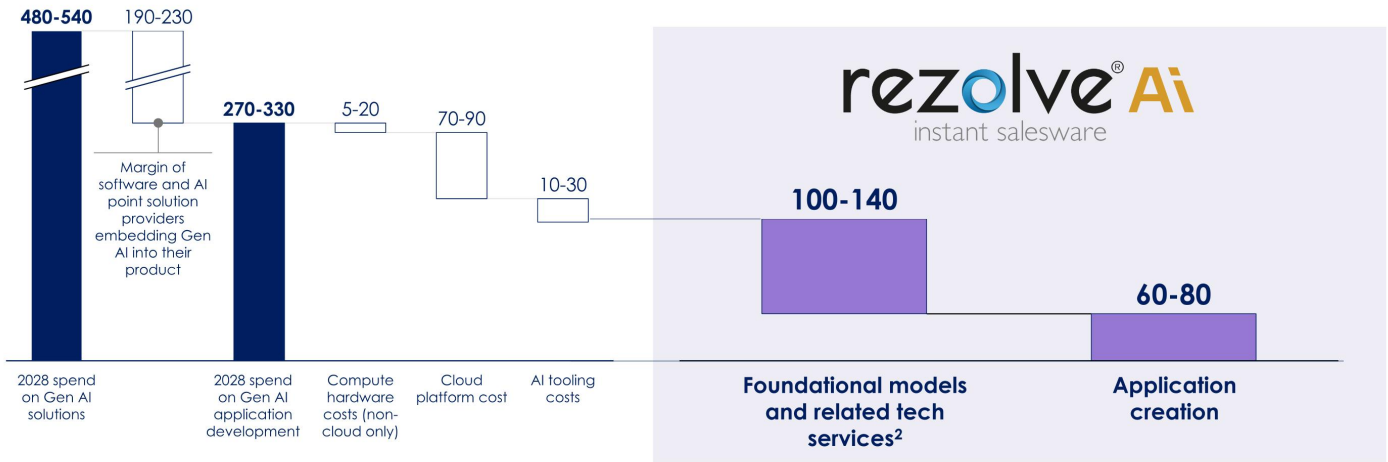 480-540
190-230
Margin of
software and AI
point solution
providers
embedding Gen
AI into their
product
270-330
5-20
70-90
10-30
rezolve® Ai
instant salesware
100-140
60-80
2028 spend
on Gen AI
solutions
2028 spend
on Gen AI
application
development
Compute
hardware
costs (non-
cloud only)
Cloud
platform cost
AI tooling
costs
Foundational models
and related tech
services²
Application
creation